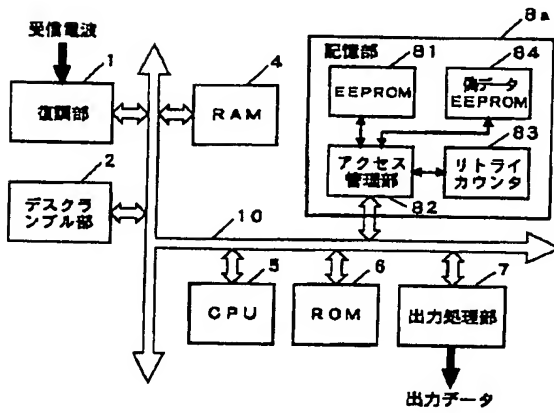 受信電波
1
復調部
2
デスクラ
ンブル部
4
RAM
8a
記憶部
81
EEPROM
84
偽データ
EEPROM
83
アクセス
管理部
82
リトライ
カウンタ
10
5
CPU
6
ROM
7
出力処理部
出力データ